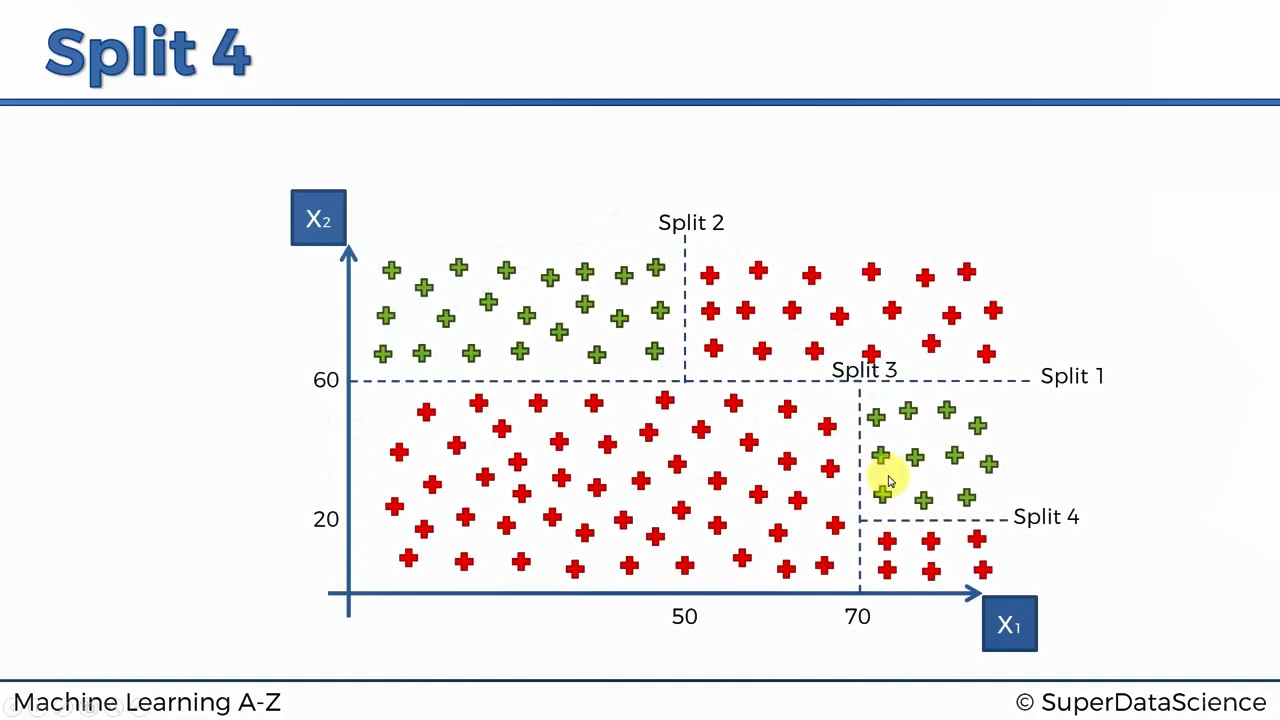 Split 4
X2
Split 2
Split 3
60
Split 1
20
Split 4
50
70
X1
Machine Learning A-Z
© SuperDataScience